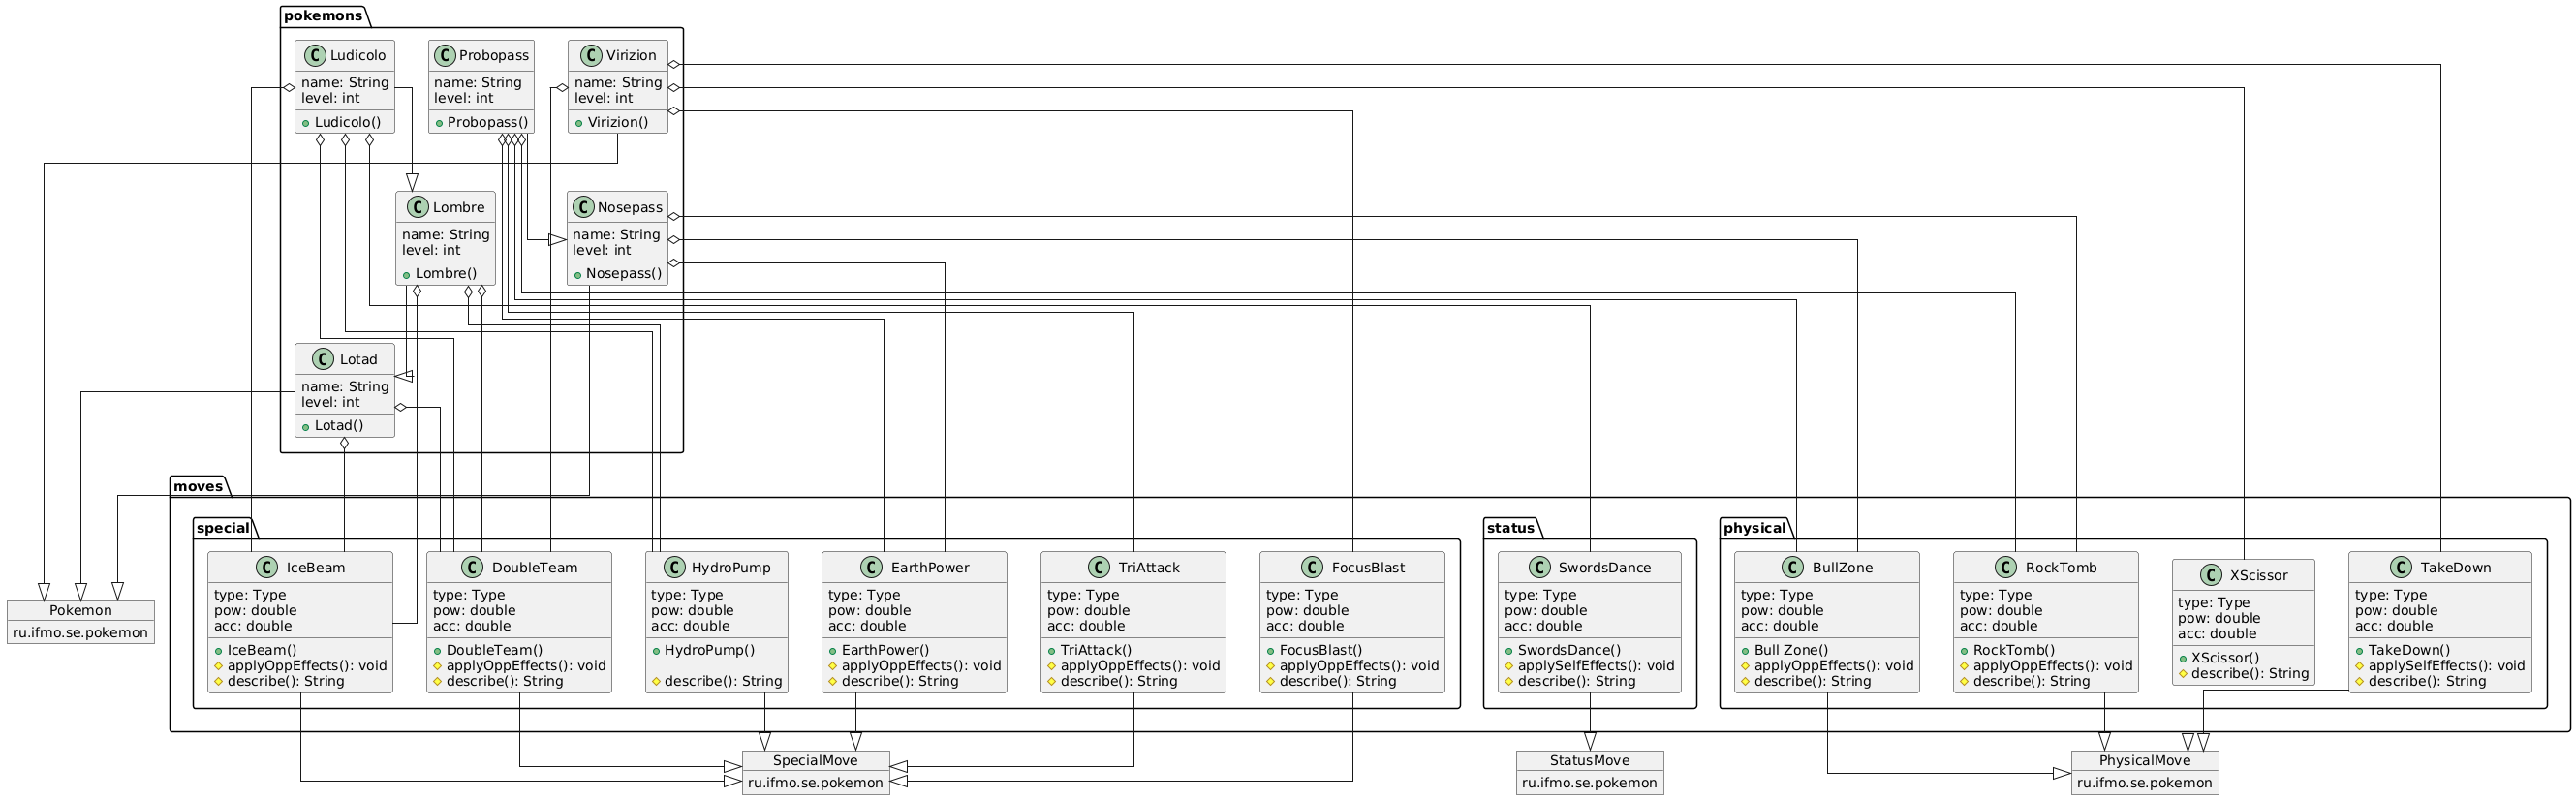 pokemons
C Ludicolo
name: String
level: int
Ludicolo()
C Probopass
name: String
level: int
Probopass()
C Virizion
name: String
level: int
Virizion()
C Lombre
name: String
level: int
Lombre()
C Nosepass
name: String
level: int
Nosepass()
C Lotad
name: String
level: int
Lotad()
moves
special
C IceBeam
type: Type
pow: double
acc: double
IceBeam()
applyOppEffects(): void
describe(): String
C DoubleTeam
type: Type
pow: double
acc: double
DoubleTeam()
applyOppEffects(): void
describe(): String
C HydroPump
type: Type
pow: double
acc: double
HydroPump()
describe(): String
C EarthPower
type: Type
pow: double
acc: double
EarthPower()
applyOppEffects(): void
describe(): String
C TriAttack
type: Type
pow: double
acc: double
TriAttack()
applyOppEffects(): void
describe(): String
C FocusBlast
type: Type
pow: double
acc: double
FocusBlast()
applyOppEffects(): void
describe(): String
status
C SwordsDance
type: Type
pow: double
acc: double
SwordsDance()
applySelfEffects(): void
describe(): String
physical
C BullZone
type: Type
pow: double
acc: double
Bull Zone()
applyOppEffects(): void
describe(): String
C RockTomb
type: Type
pow: double
acc: double
RockTomb()
applyOppEffects(): void
describe(): String
C XScissor
type: Type
pow: double
acc: double
XScissor()
describe(): String
C TakeDown
type: Type
pow: double
acc: double
TakeDown()
applySelfEffects(): void
describe(): String
Pokemon
ru.ifmo.se.pokemon
SpecialMove
ru.ifmo.se.pokemon
StatusMove
ru.ifmo.se.pokemon
PhysicalMove
ru.ifmo.se.pokemon